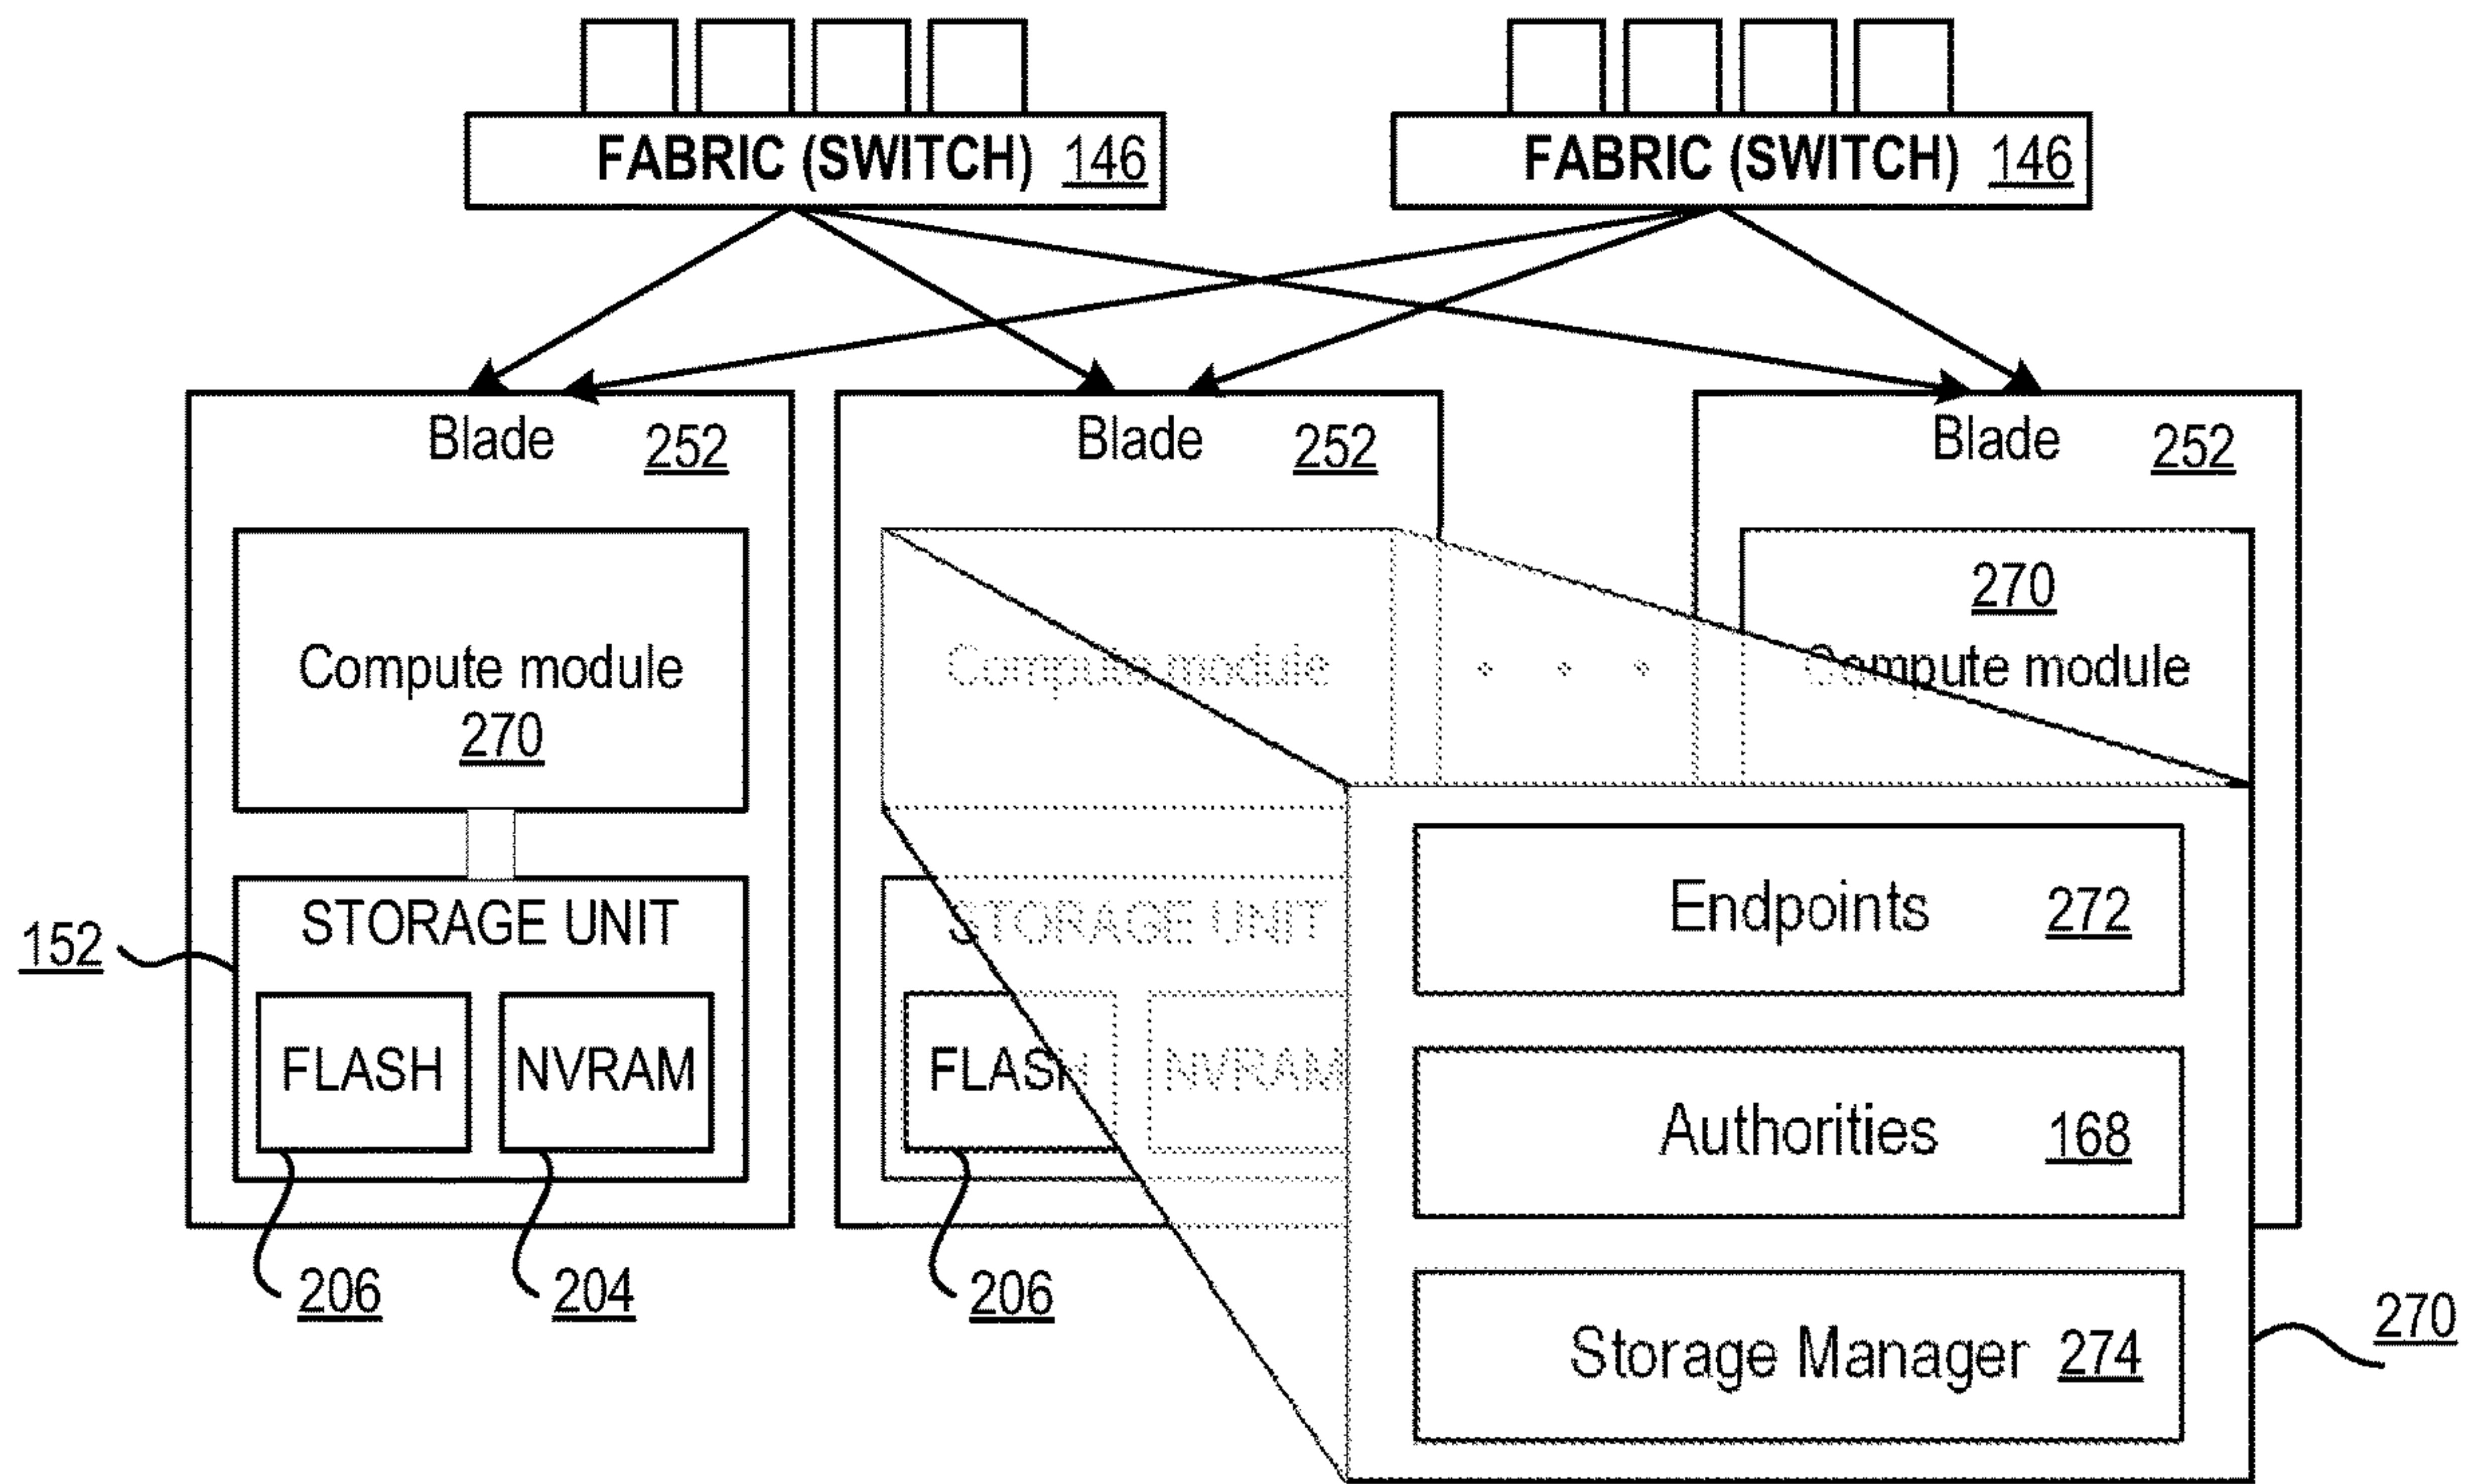 FABRIC (SWITCH) 146
FABRIC (SWITCH) 146
Blade 252
Blade 252
Blade 252
Compute module
270
Compute module
270
Compute module
STORAGE UNIT
152
FLASH
NVRAM
STORAGE UNIT
FLASH
NVRAM
206
204
206
Endpoints 272
Authorities 168
Storage Manager 274
270